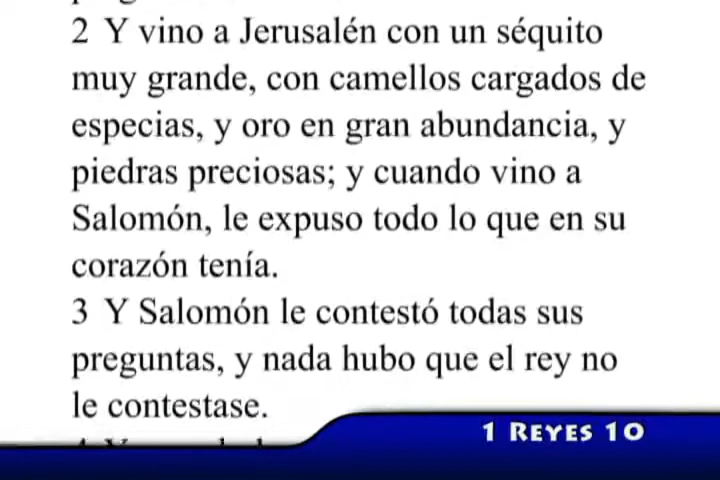 2 Y vino a Jerusalén con un séquito
muy grande, con camellos cargados de
especias, y oro en gran abundancia, y
piedras preciosas; y cuando vino a
Salomón, le expuso todo lo que en su
corazón tenía.
3 Y Salomón le contestó todas sus
preguntas, y nada hubo que el rey no
le contestase.
1 REYES 10